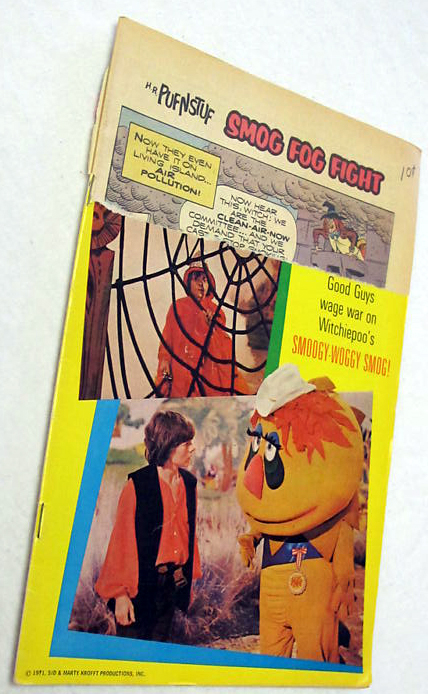 H.R. PUFNSTUF SMOG FOG FIGHT
10¢
NOW THEY EVEN
HAVE IT ON
LIVING ISLAND...
AIR
POLLUTION!
NOW HEAR
THIS, WITCH: WE
ARE THE
CLEAN-AIR-NOW
COMMITTEE...AND WE
DEMAND THAT YOUR
Good Guys
wage war on
Witchiepoo's
SMOOGY-WOGGY SMOG!
© 1971, SID & MARTY KROFFT PRODUCTIONS, INC.